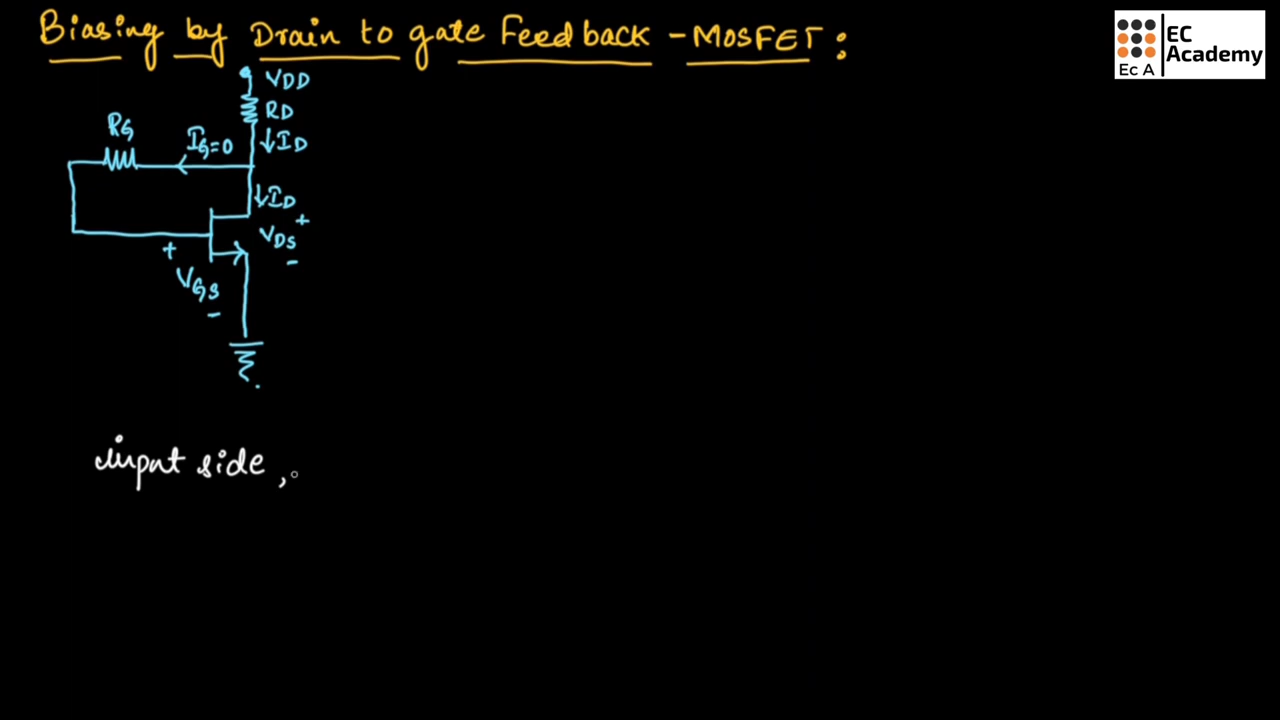 Biasing by Drain to gate Feedback - MOSFET :
EC
Academy
Ec A
VDD
RD
RG
IG=0
↓ID
↓ID
+
VDS
-
+
VGS
-
input side ,